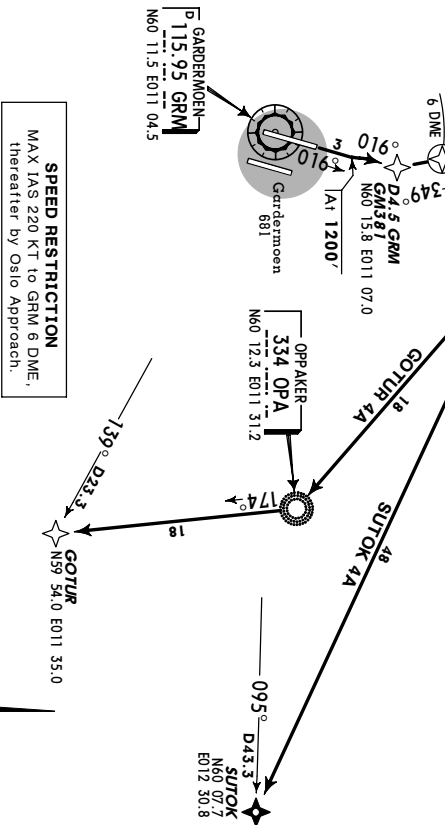 6 DME
349°
016°
D4.5 GRM
GM381
N60 15.8 E011 07.0
3
016°
At 1200'
D
GARDERMOEN
115.95 GRM
N60 11.5 E011 04.5
Gardermoen
681
SPEED RESTRICTION
MAX IAS 220 KT to GRM 6 DME,
thereafter by Oslo Approach.
OPPAKER
334 OPA
N60 12.3 E011 31.2
GOTUR 4A
18
SUTOK 4A
48
174°
18
139° D23.3
GOTUR
N59 54.0 E011 35.0
095°
D43.3
SUTOK
N60 07.7
E012 30.8